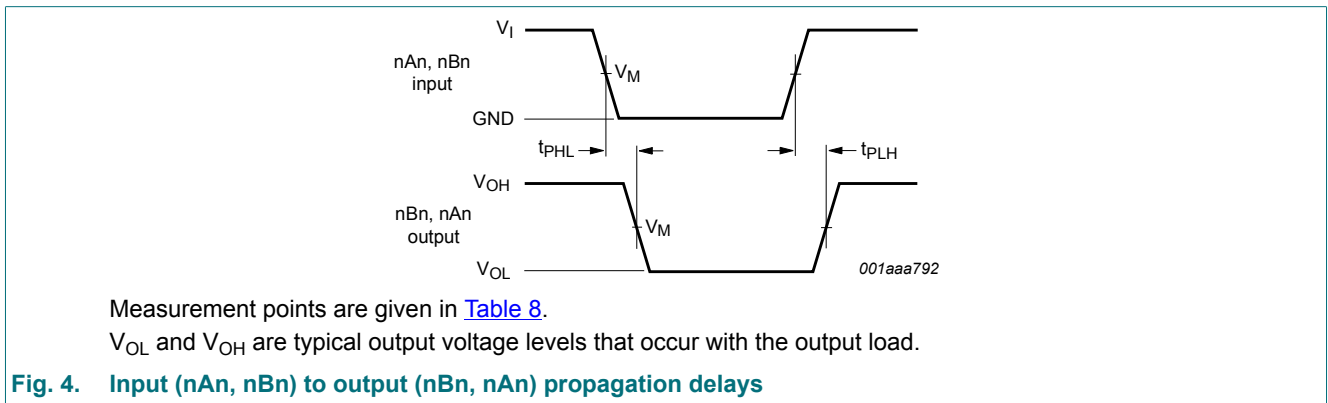 V_I
nAn, nBn
input
V_M
GND
t_PHL
t_PLH
V_OH
nBn, nAn
output
V_M
V_OL
001aaa792
Measurement points are given in Table 8.
V_OL and V_OH are typical output voltage levels that occur with the output load.
Fig. 4. Input (nAn, nBn) to output (nBn, nAn) propagation delays